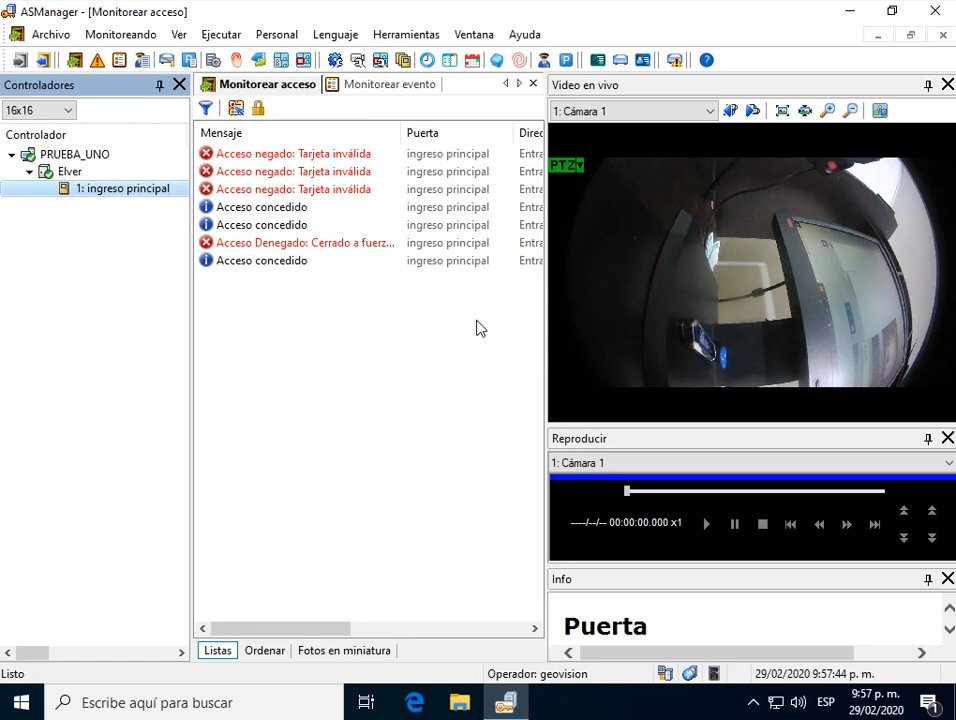 ASManager - [Monitorear acceso]
Archivo Monitoreando Ver Ejecutar Personal Lenguaje Herramientas Ventana Ayuda
Controladores
16x16
Controlador
PRUEBA_UNO
Elver
1: ingreso principal
Monitorear acceso Monitorear evento
Mensaje Puerta Direc
Acceso negado: Tarjeta inválida ingreso principal Entra
Acceso negado: Tarjeta inválida ingreso principal Entra
Acceso negado: Tarjeta inválida ingreso principal Entra
Acceso concedido ingreso principal Entra
Acceso concedido ingreso principal Entra
Acceso Denegado: Cerrado a fuerz... ingreso principal Entra
Acceso concedido ingreso principal Entra
Listas Ordenar Fotos en miniatura
Video en vivo
1: Cámara 1
PTZ
Reproducir
1: Cámara 1
----/--/-- 00:00:00.000 x1
Info
Puerta
Listo Operador: geovision 29/02/2020 9:57:44 p. m.
Escribe aquí para buscar ESP 9:57 p. m.
29/02/2020
1